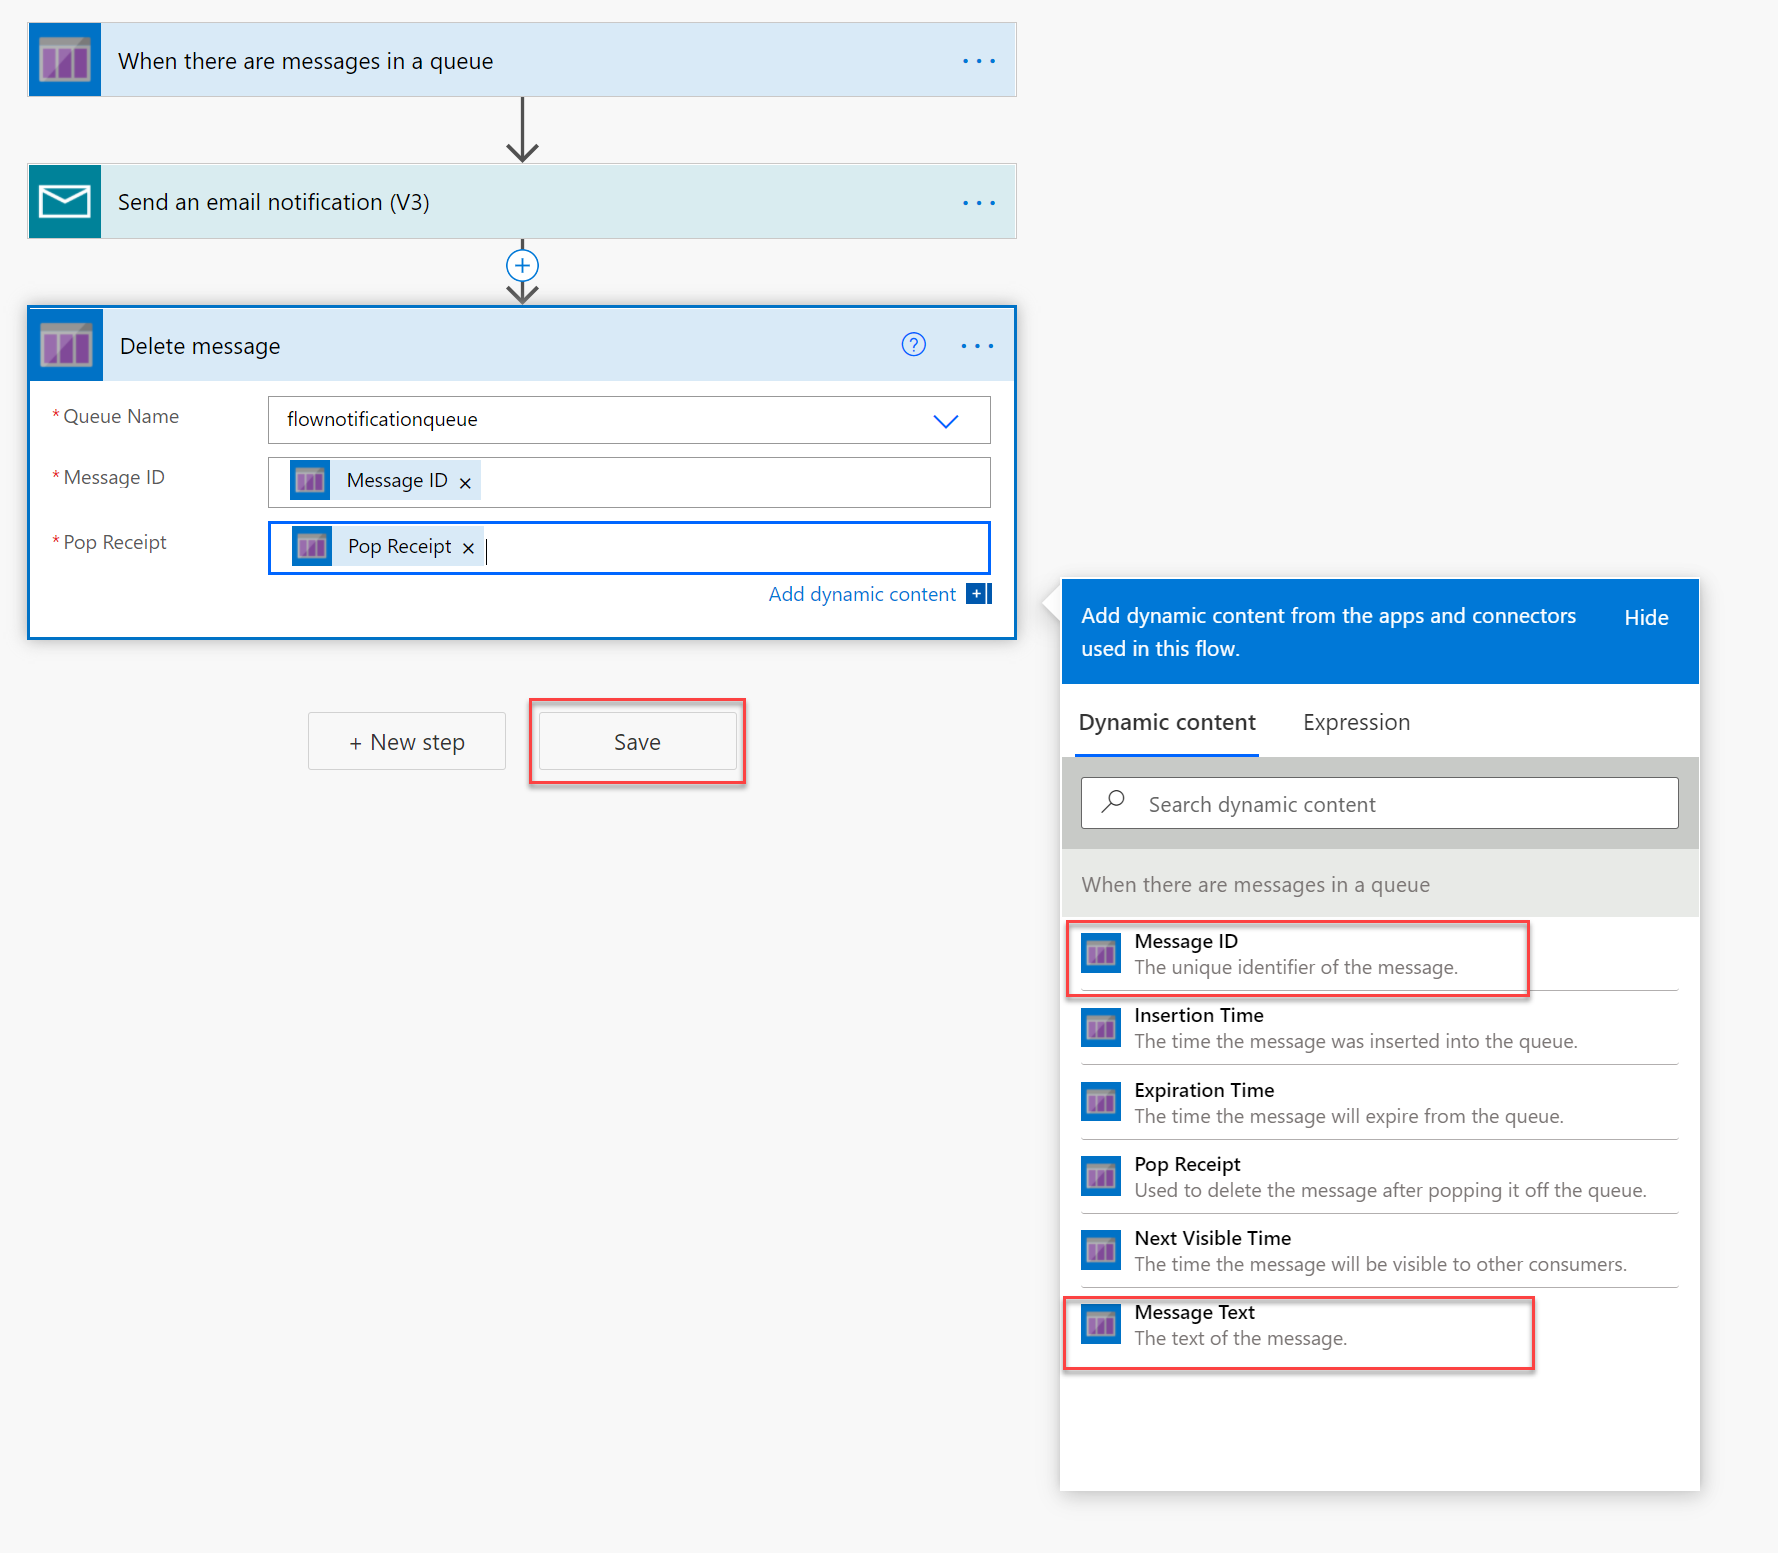 When there are messages in a queue
Send an email notification (V3)
Delete message
* Queue Name
flownotificationqueue
* Message ID
Message ID ×
* Pop Receipt
Pop Receipt ×
Add dynamic content
+ New step
Save
Add dynamic content from the apps and connectors
used in this flow.
Hide
Dynamic content
Expression
Search dynamic content
When there are messages in a queue
Message ID
The unique identifier of the message.
Insertion Time
The time the message was inserted into the queue.
Expiration Time
The time the message will expire from the queue.
Pop Receipt
Used to delete the message after popping it off the queue.
Next Visible Time
The time the message will be visible to other consumers.
Message Text
The text of the message.